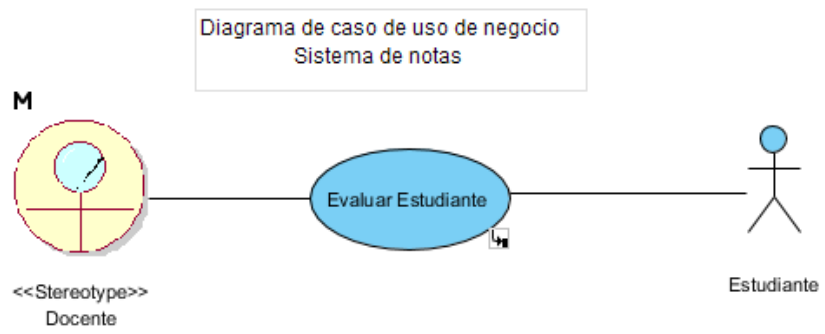 Diagrama de caso de uso de negocio
Sistema de notas
M
Evaluar Estudiante
<<Stereotype>>
Docente
Estudiante